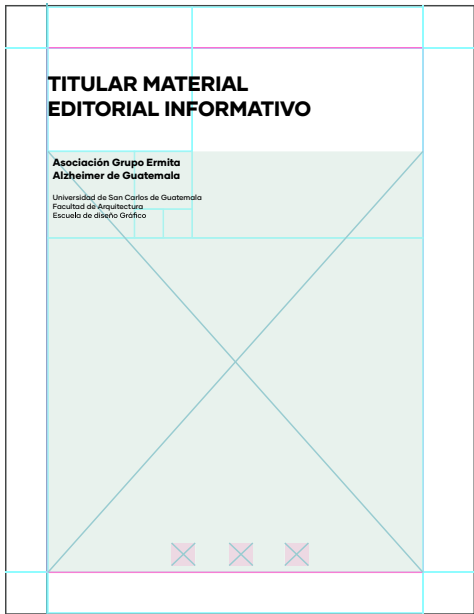 TITULAR MATERIAL
EDITORIAL INFORMATIVO
Asociación Grupo Ermita
Alzheimer de Guatemala
Universidad de San Carlos de Guatemala
Facultad de Arquitectura
Escuela de diseño Gráfico